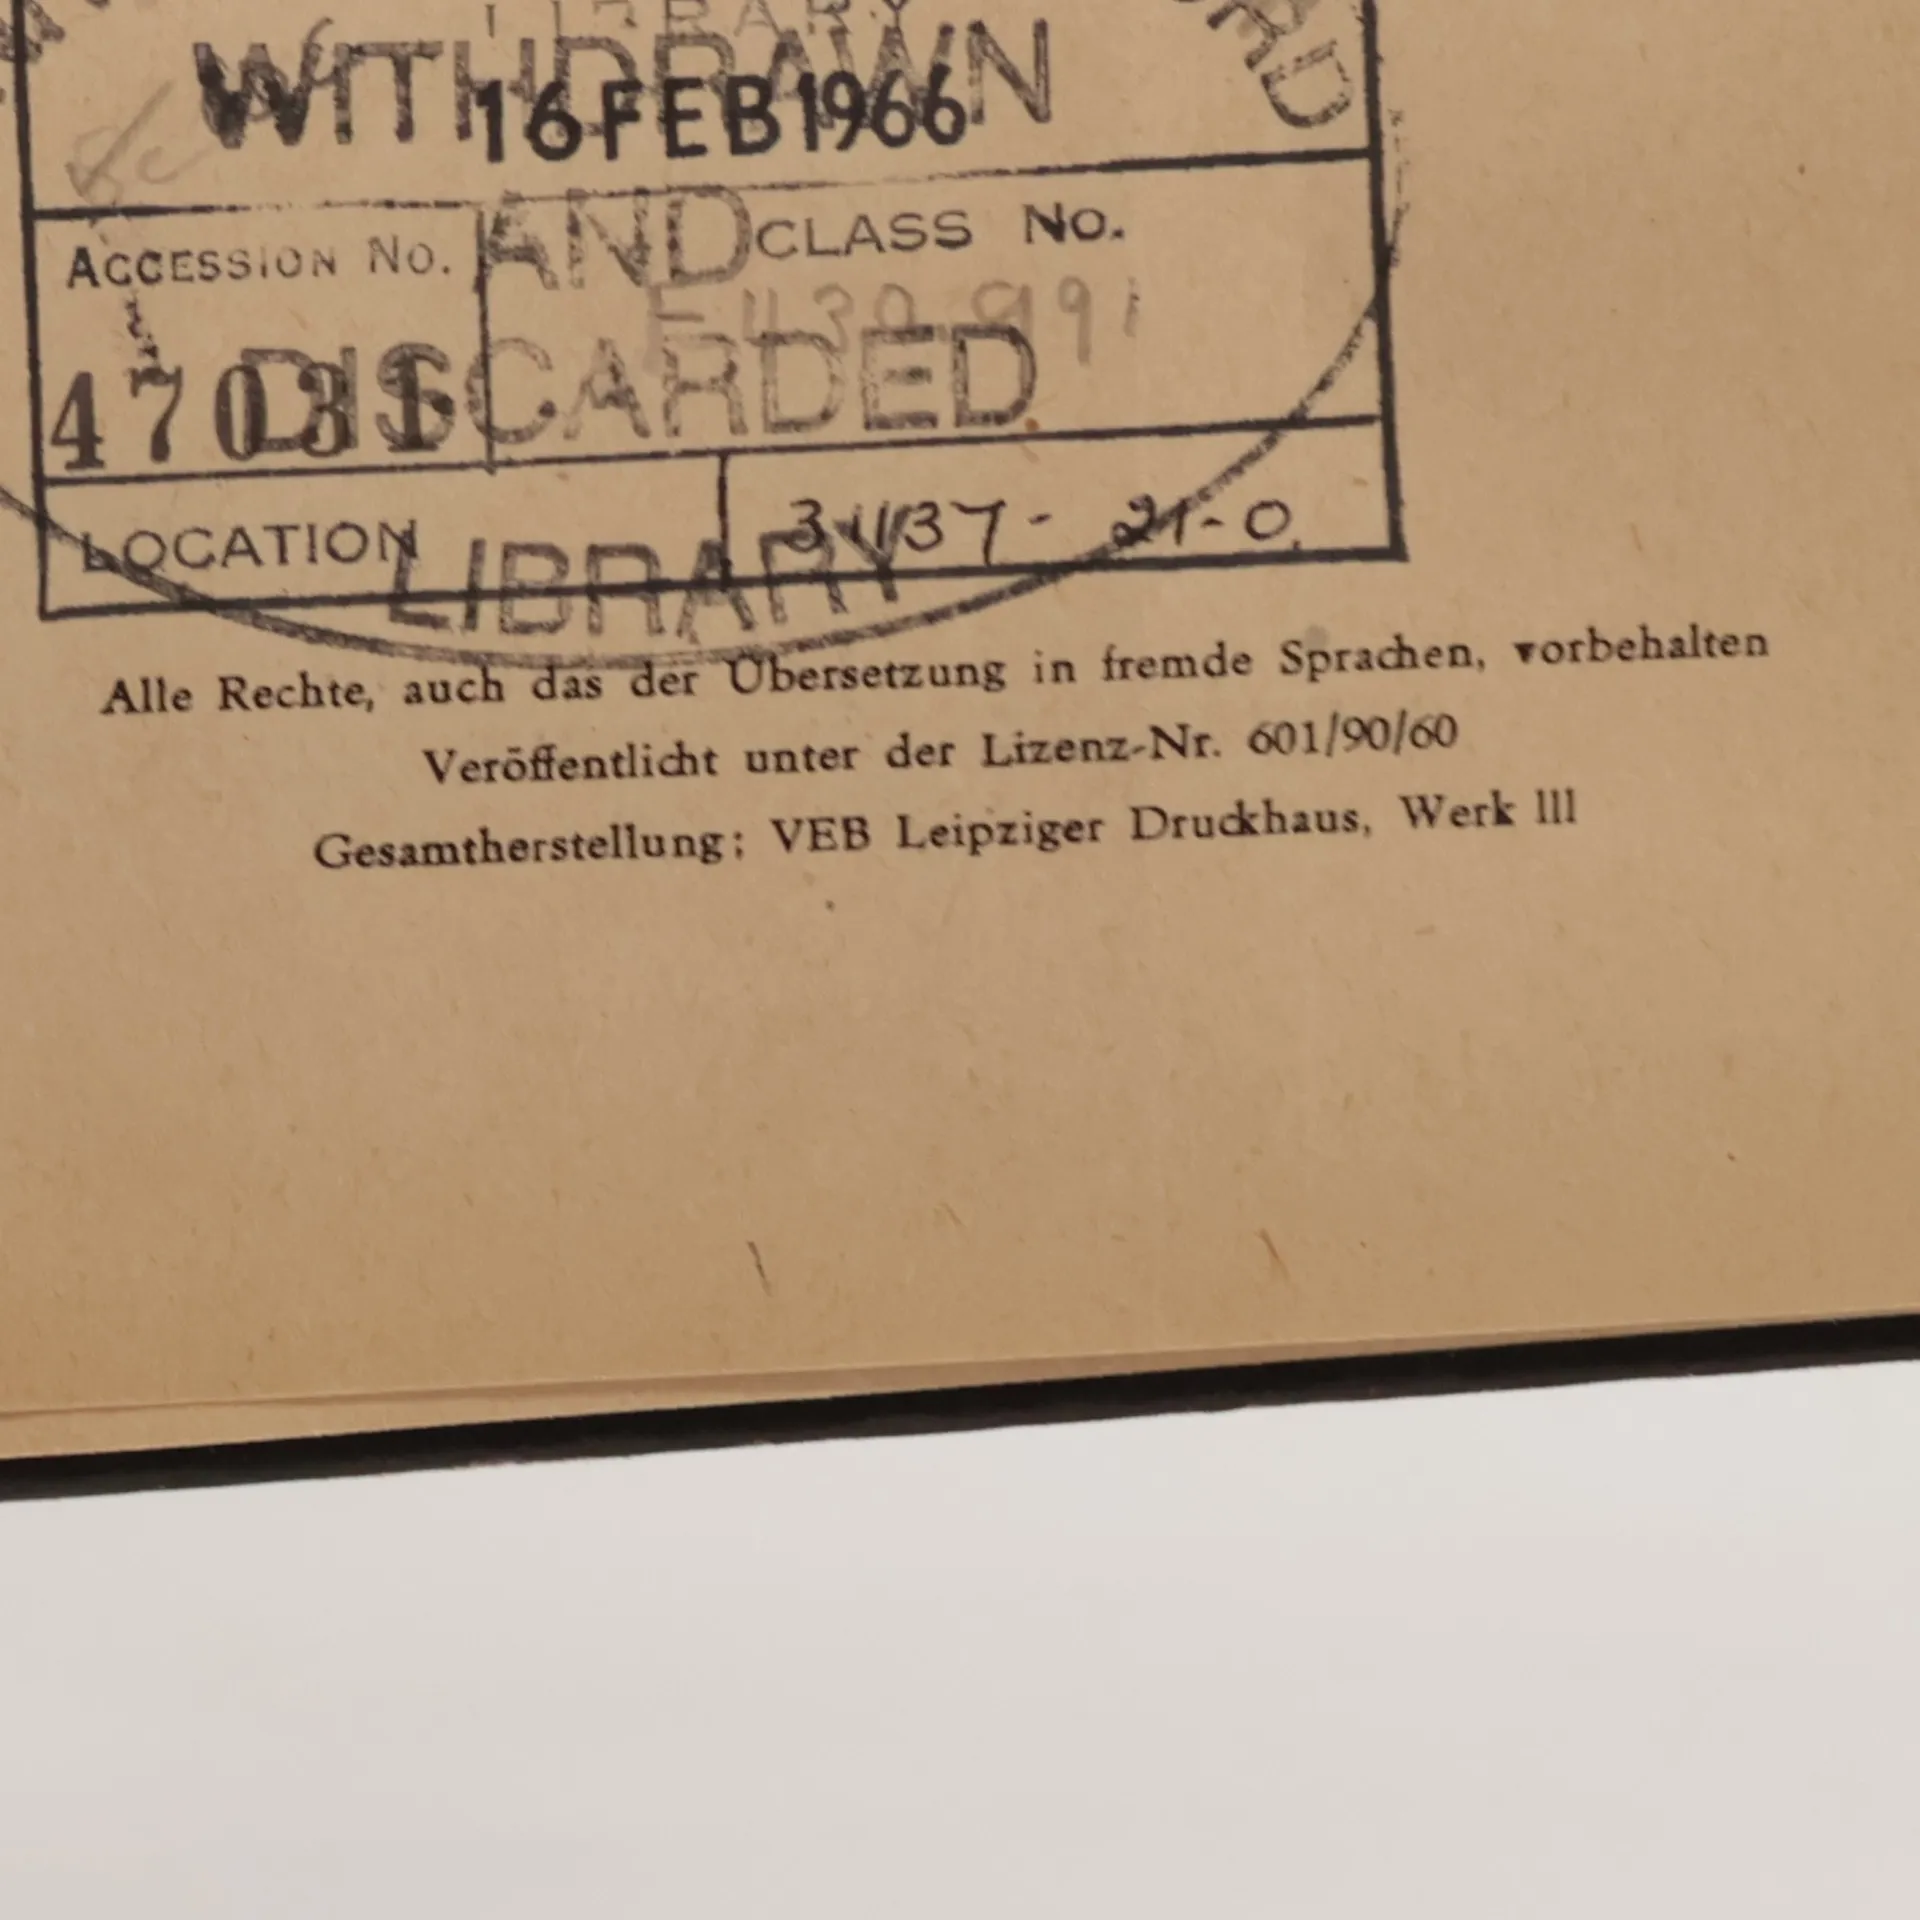 LIBRARY
WITHDRAWN
16 FEB 1966
AND
ACCESSION No.
CLASS No.
47031
DISCARDED
LOCATION
21-0
LIBRARY
Alle Rechte, auch das der Übersetzung in fremde Sprachen, vorbehalten
Veröffentlicht unter der Lizenz-Nr. 601/90/60
Gesamtherstellung: VEB Leipziger Druckhaus, Werk III